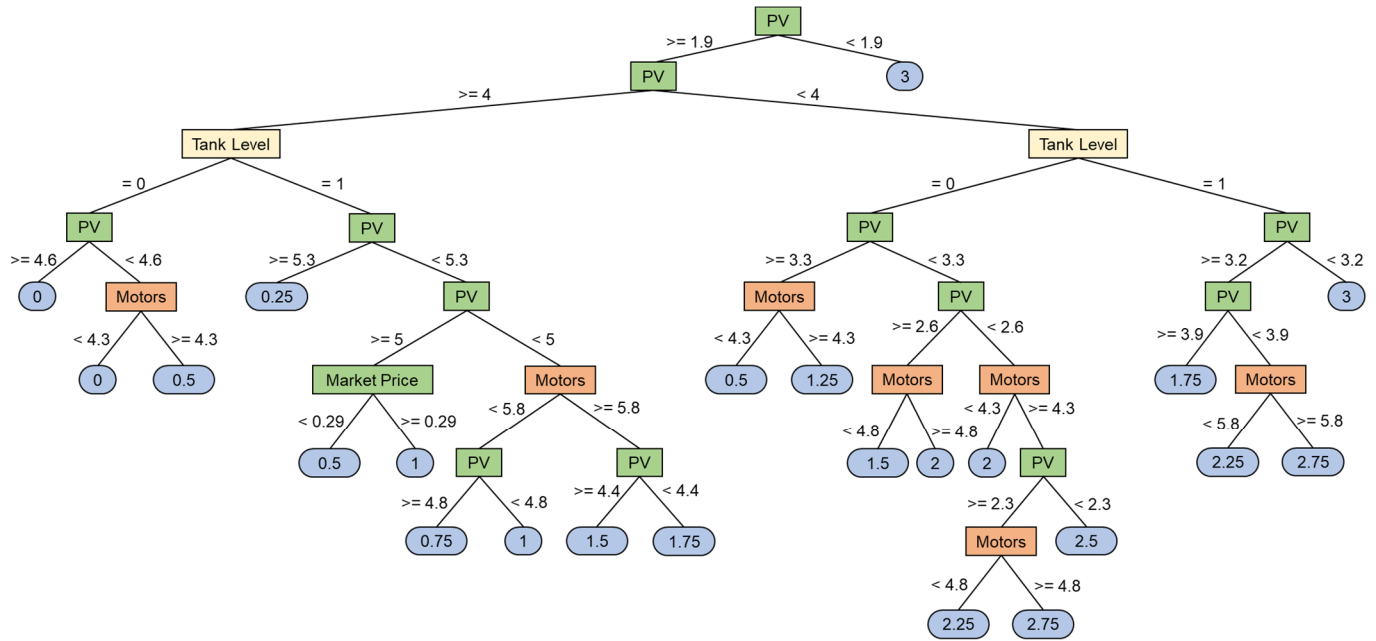 PV
>= 1.9 < 1.9
PV 3
>= 4 < 4
Tank Level Tank Level
= 0 = 1 = 0 = 1
PV PV PV PV
>= 4.6 < 4.6 >= 5.3 < 5.3 >= 3.3 < 3.3 >= 3.2 < 3.2
0 Motors 0.25 PV Motors PV PV 3
< 4.3 >= 4.3 >= 5 < 5 < 4.3 >= 4.3 >= 2.6 < 2.6 >= 3.9 < 3.9
0 0.5 Market Price Motors 0.5 1.25 Motors Motors 1.75 Motors
< 0.29 >= 0.29 < 5.8 >= 5.8 < 4.8 >= 4.8 < 4.3 >= 4.3 < 5.8 >= 5.8
0.5 1 PV PV 1.5 2 2 PV 2.25 2.75
>= 4.8 < 4.8 >= 4.4 < 4.4 >= 2.3 < 2.3
0.75 1 1.5 1.75 Motors 2.5
< 4.8 >= 4.8
2.25 2.75